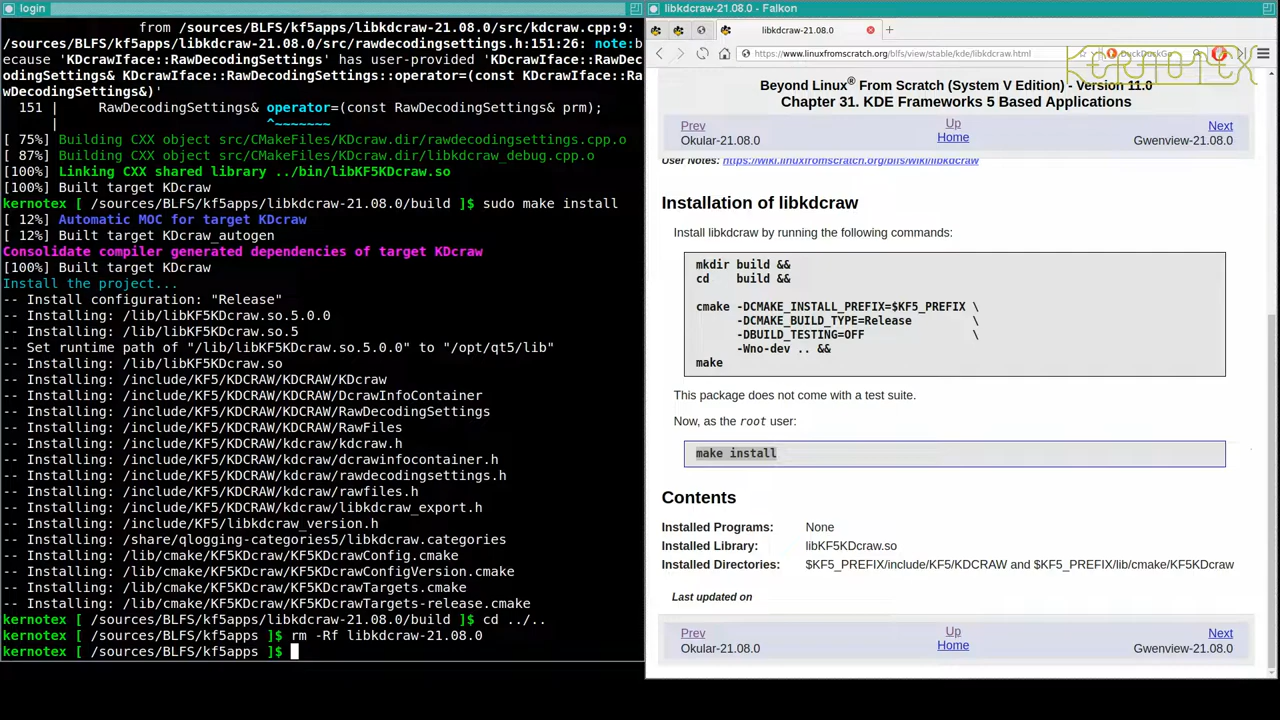 login
from /sources/BLFS/kf5apps/libkdcraw-21.08.0/src/kdcraw.cpp:9:
/sources/BLFS/kf5apps/libkdcraw-21.08.0/src/rawdecodingsettings.h:151:26: note:b
ecause 'KDcrawIface::RawDecodingSettings' has user-provided 'KDcrawIface::RawDec
odingSettings& KDcrawIface::RawDecodingSettings::operator=(const KDcrawIface::Ra
wDecodingSettings&)'
151 |     RawDecodingSettings& operator=(const RawDecodingSettings& prm);
|                          ^~~~~~~~
[ 75%] Building CXX object src/CMakeFiles/KDcraw.dir/rawdecodingsettings.cpp.o
[ 87%] Building CXX object src/CMakeFiles/KDcraw.dir/libkdcraw_debug.cpp.o
[100%] Linking CXX shared library ../bin/libKF5KDcraw.so
[100%] Built target KDcraw
kernotex [ /sources/BLFS/kf5apps/libkdcraw-21.08.0/build ]$ sudo make install
[ 12%] Automatic MOC for target KDcraw
[ 12%] Built target KDcraw_autogen
Consolidate compiler generated dependencies of target KDcraw
[100%] Built target KDcraw
Install the project...
-- Install configuration: "Release"
-- Installing: /lib/libKF5KDcraw.so.5.0.0
-- Installing: /lib/libKF5KDcraw.so.5
-- Set runtime path of "/lib/libKF5KDcraw.so.5.0.0" to "/opt/qt5/lib"
-- Installing: /lib/libKF5KDcraw.so
-- Installing: /include/KF5/KDCRAW/KDCRAW/KDcraw
-- Installing: /include/KF5/KDCRAW/KDCRAW/DcrawInfoContainer
-- Installing: /include/KF5/KDCRAW/KDCRAW/RawDecodingSettings
-- Installing: /include/KF5/KDCRAW/KDCRAW/RawFiles
-- Installing: /include/KF5/KDCRAW/kdcraw/kdcraw.h
-- Installing: /include/KF5/KDCRAW/kdcraw/dcrawinfocontainer.h
-- Installing: /include/KF5/KDCRAW/kdcraw/rawdecodingsettings.h
-- Installing: /include/KF5/KDCRAW/kdcraw/rawfiles.h
-- Installing: /include/KF5/KDCRAW/kdcraw/libkdcraw_export.h
-- Installing: /include/KF5/libkdcraw_version.h
-- Installing: /share/qlogging-categories5/libkdcraw.categories
-- Installing: /lib/cmake/KF5KDcraw/KF5KDcrawConfig.cmake
-- Installing: /lib/cmake/KF5KDcraw/KF5KDcrawConfigVersion.cmake
-- Installing: /lib/cmake/KF5KDcraw/KF5KDcrawTargets.cmake
-- Installing: /lib/cmake/KF5KDcraw/KF5KDcrawTargets-release.cmake
kernotex [ /sources/BLFS/kf5apps/libkdcraw-21.08.0/build ]$ cd ../..
kernotex [ /sources/BLFS/kf5apps ]$ rm -Rf libkdcraw-21.08.0
kernotex [ /sources/BLFS/kf5apps ]$
libkdcraw-21.08.0 - Falkon
libkdcraw-21.08.0
https://www.linuxfromscratch.org/blfs/view/stable/kde/libkdcraw.html
DuckDuckGo
KernoteX
Beyond Linux® From Scratch (System V Edition) - Version 11.0
Chapter 31. KDE Frameworks 5 Based Applications
Prev Up Next
Okular-21.08.0 Home Gwenview-21.08.0
User Notes: https://wiki.linuxfromscratch.org/blfs/wiki/libkdcraw
Installation of libkdcraw
Install libkdcraw by running the following commands:
mkdir build &&
cd    build &&
cmake -DCMAKE_INSTALL_PREFIX=$KF5_PREFIX \
-DCMAKE_BUILD_TYPE=Release         \
-DBUILD_TESTING=OFF                \
-Wno-dev .. &&
make
This package does not come with a test suite.
Now, as the root user:
make install
Contents
Installed Programs: None
Installed Library: libKF5KDcraw.so
Installed Directories: $KF5_PREFIX/include/KF5/KDCRAW and $KF5_PREFIX/lib/cmake/KF5KDcraw
Last updated on
Prev Up Next
Okular-21.08.0 Home Gwenview-21.08.0